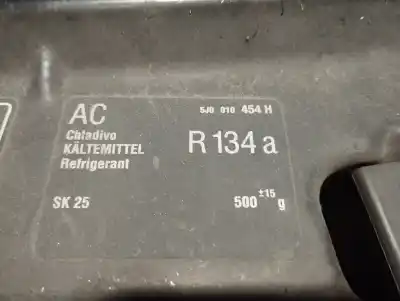 AC 5J0 010 454 H
Chladivo
KÄLTEMITTEL R 134 a
Refrigerant
SK 25 500 ±15 g